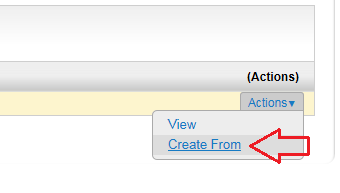 (Actions)
Actions▾
View
Create From